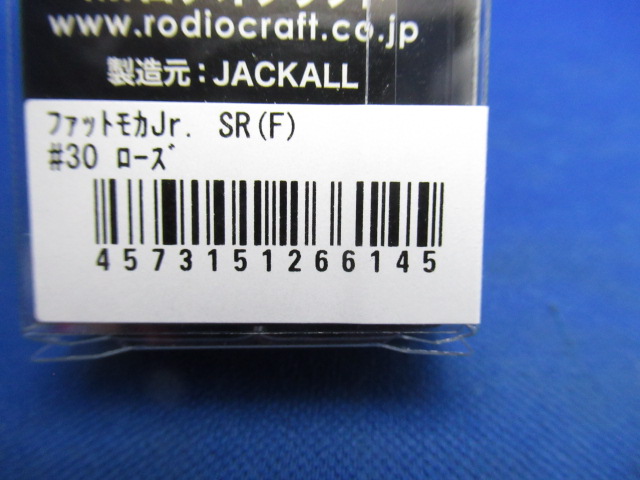 www.rodiocraft.co.jp
製造元：JACKALL
ﾌｧｯﾄﾓｶJr. SR(F)
#30 ﾛｰｽﾞ
4573151266145